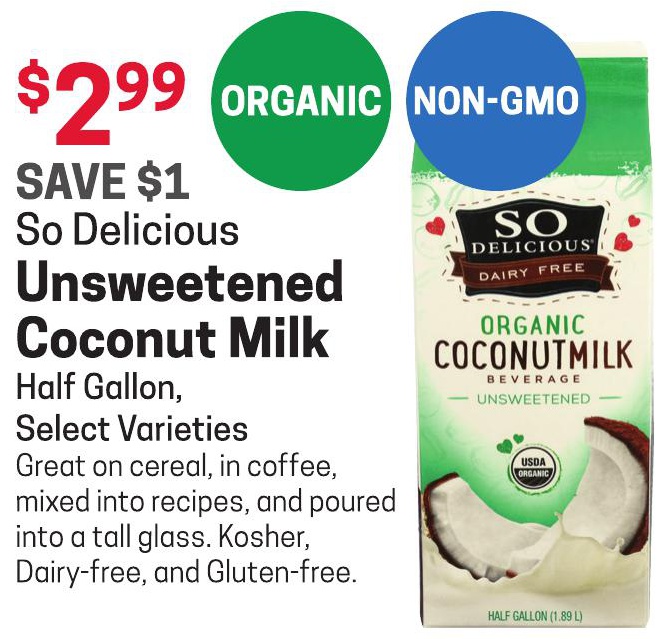 $2.99
SAVE $1
So Delicious
Unsweetened
Coconut Milk
Half Gallon,
Select Varieties
Great on cereal, in coffee,
mixed into recipes, and poured
into a tall glass. Kosher,
Dairy-free, and Gluten-free.
ORGANIC
NON-GMO
SO
DELICIOUS®
DAIRY FREE
ORGANIC
COCONUTMILK
BEVERAGE
UNSWEETENED
USDA
ORGANIC
HALF GALLON (1.89 L)